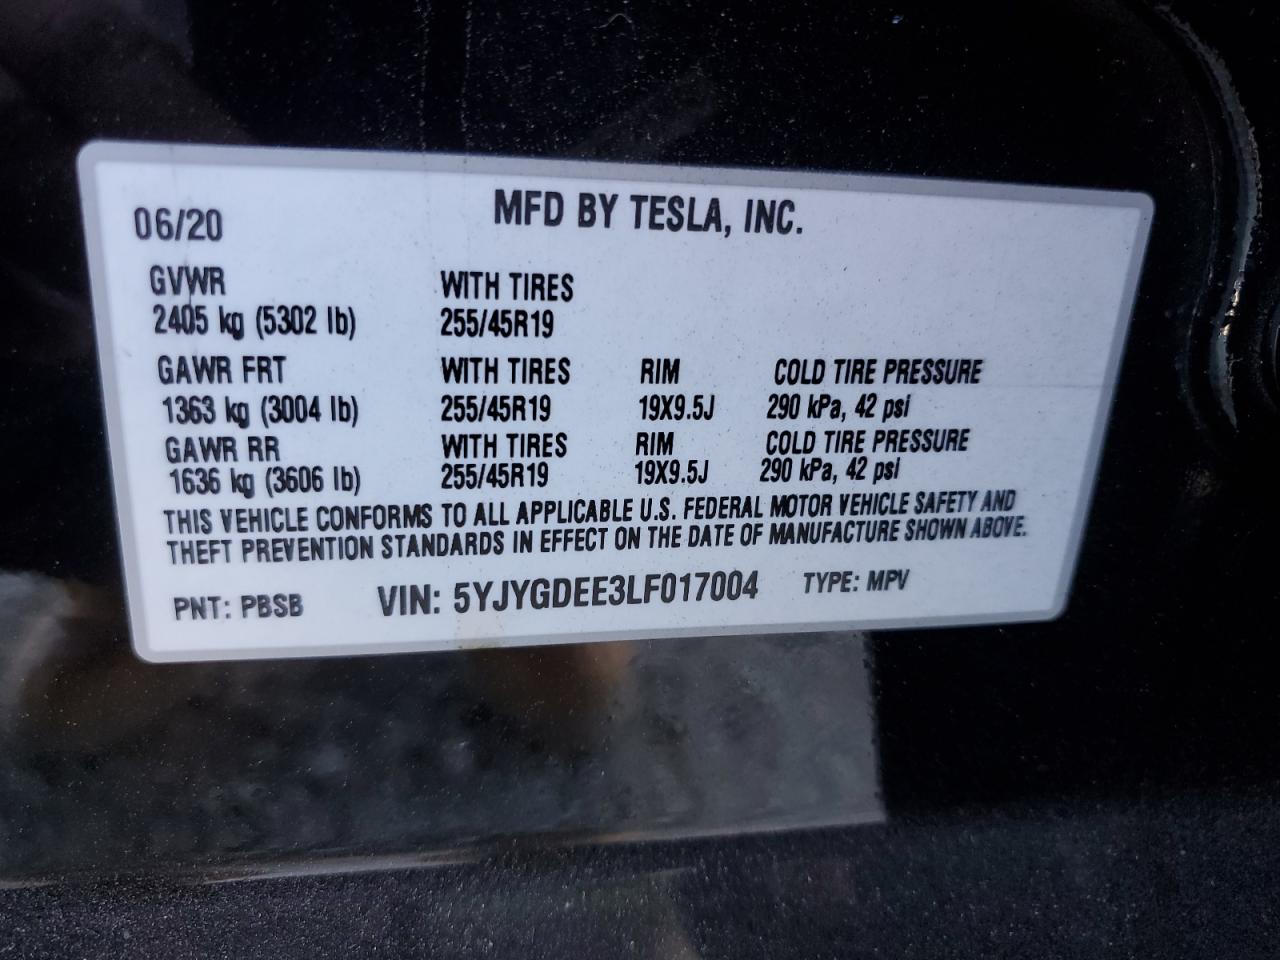 06/20 MFD BY TESLA, INC.
GVWR WITH TIRES
2405 kg (5302 lb) 255/45R19
GAWR FRT WITH TIRES RIM COLD TIRE PRESSURE
1363 kg (3004 lb) 255/45R19 19X9.5J 290 kPa, 42 psi
GAWR RR WITH TIRES RIM COLD TIRE PRESSURE
1636 kg (3606 lb) 255/45R19 19X9.5J 290 kPa, 42 psi
THIS VEHICLE CONFORMS TO ALL APPLICABLE U.S. FEDERAL MOTOR VEHICLE SAFETY AND
THEFT PREVENTION STANDARDS IN EFFECT ON THE DATE OF MANUFACTURE SHOWN ABOVE.
PNT: PBSB VIN: 5YJYGDEE3LF017004 TYPE: MPV